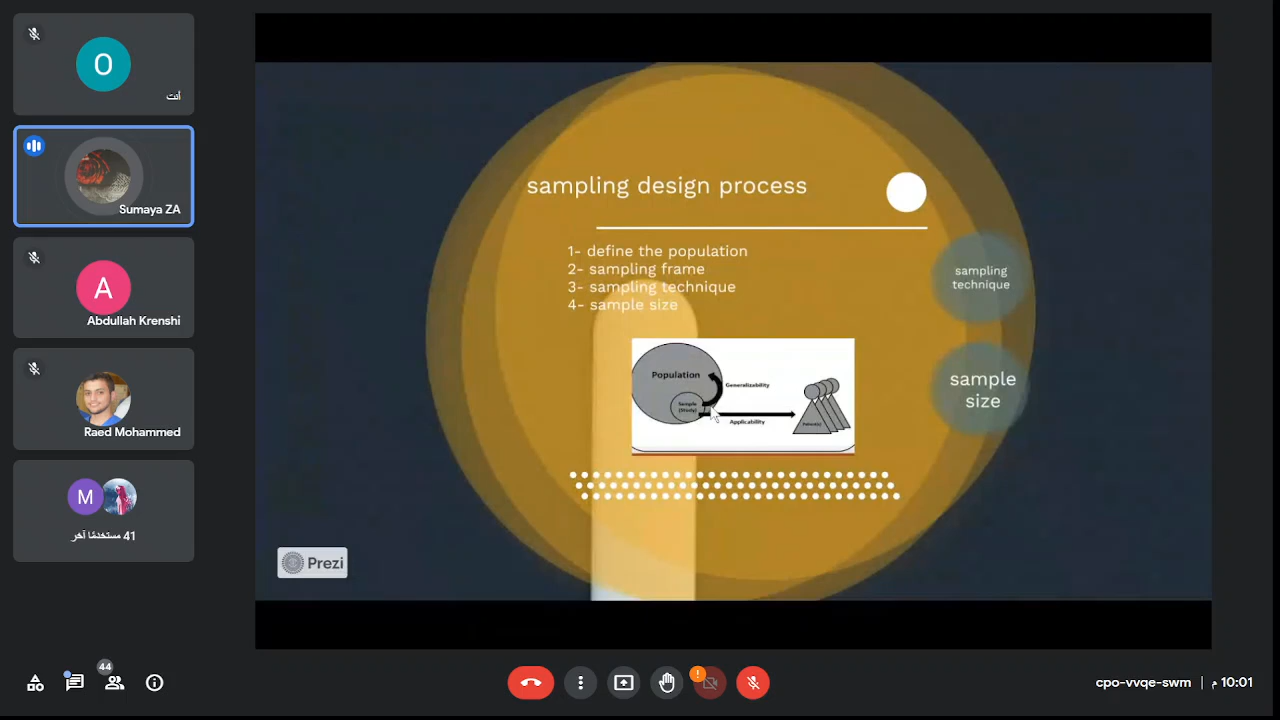 O
أنت
Sumaya ZA
A
Abdullah Krenshi
Raed Mohammed
M
41 مستخدمًا آخر
sampling design process
1- define the population
2- sampling frame
3- sampling technique
4- sample size
Population
Generalizability
Sample
(Study)
Applicability
Patient(s)
sampling
technique
sample
size
Prezi
44
!
cpo-vvqe-swm | 10:01 م